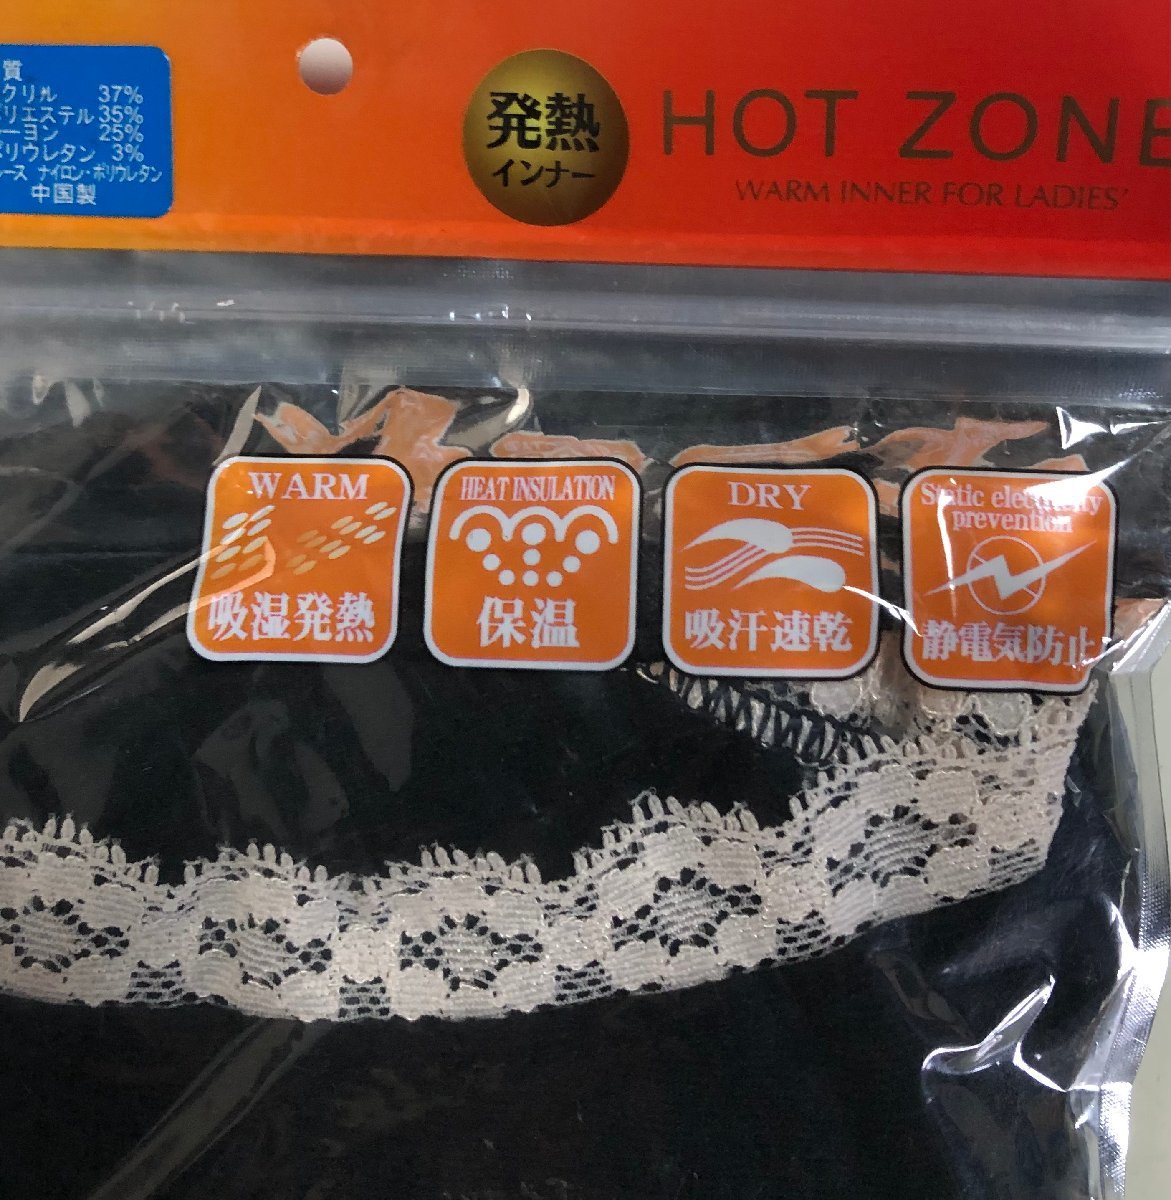 質
クリル 37%
リエステル 35%
ーヨン 25%
リウレタン 3%
ース ナイロン・ポリウレタン
中国製
発熱
インナー
HOT ZONE
WARM INNER FOR LADIES'
WARM
吸湿発熱
HEAT INSULATION
保温
DRY
吸汗速乾
Static electricity
prevention
静電気防止